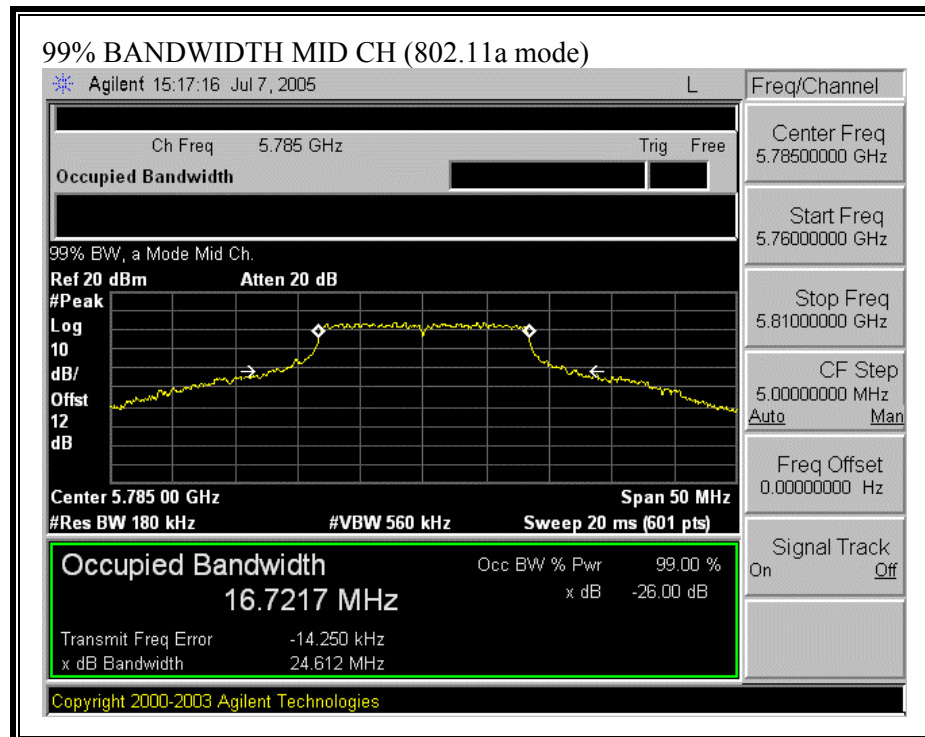 99% BANDWIDTH MID CH (802.11a mode)
Agilent 15:17:16 Jul 7, 2005 L
Freq/Channel
Ch Freq 5.785 GHz Trig Free
Occupied Bandwidth
99% BW, a Mode Mid Ch.
Ref 20 dBm Atten 20 dB
#Peak
Log
10
dB/
Offst
12
dB
Center 5.785 00 GHz Span 50 MHz
#Res BW 180 kHz #VBW 560 kHz Sweep 20 ms (601 pts)
Occupied Bandwidth Occ BW % Pwr 99.00 %
16.7217 MHz x dB -26.00 dB
Transmit Freq Error -14.250 kHz
x dB Bandwidth 24.612 MHz
Copyright 2000-2003 Agilent Technologies
Center Freq
5.78500000 GHz
Start Freq
5.76000000 GHz
Stop Freq
5.81000000 GHz
CF Step
5.00000000 MHz
Auto Man
Freq Offset
0.00000000 Hz
Signal Track
On Off